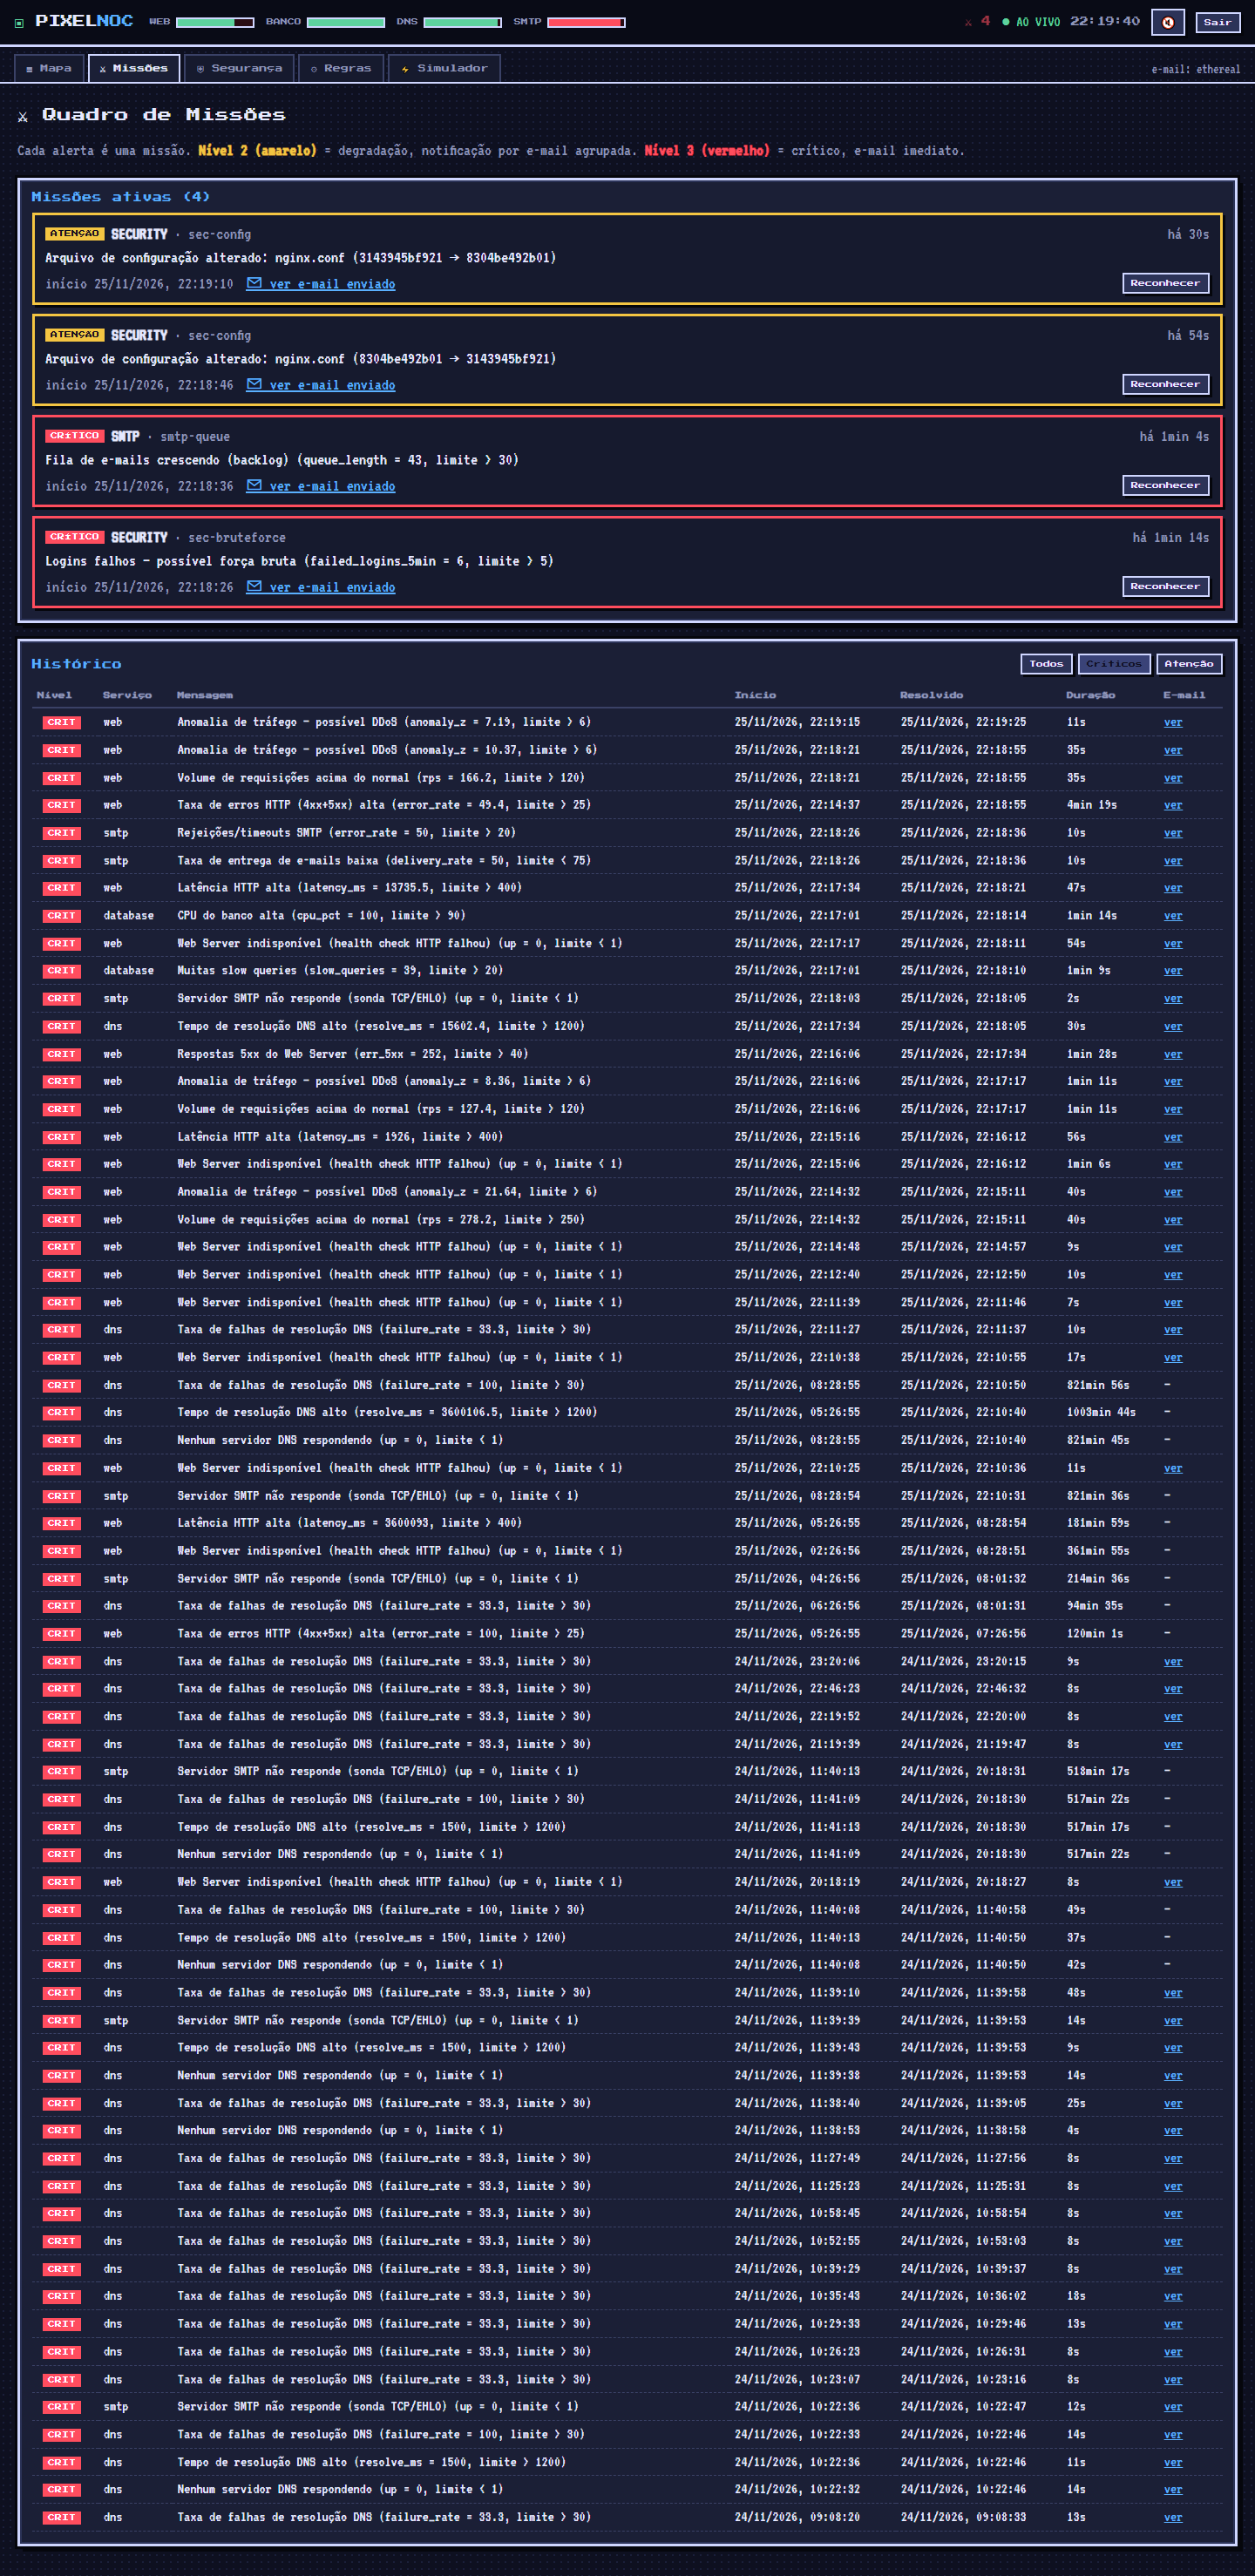 PIXELNOC WEB BANCO DNS SMTP ⚔ 4 ● AO VIVO 22:19:40 Sair
Mapa ⚔ Missões Segurança Regras ⚡ Simulador e-mail: ethereal
⚔ Quadro de Missões
Cada alerta é uma missão. Nível 2 (amarelo) = degradação, notificação por e-mail agrupada. Nível 3 (vermelho) = crítico, e-mail imediato.
Missões ativas (4)
ATENÇÃO SECURITY · sec-config há 30s
Arquivo de configuração alterado: nginx.conf (3143945bf921 → 8304be492b01)
início 25/11/2026, 22:19:10 ver e-mail enviado Reconhecer
ATENÇÃO SECURITY · sec-config há 54s
Arquivo de configuração alterado: nginx.conf (8304be492b01 → 3143945bf921)
início 25/11/2026, 22:18:46 ver e-mail enviado Reconhecer
CRíTICO SMTP · smtp-queue há 1min 4s
Fila de e-mails crescendo (backlog) (queue_length = 43, limite > 30)
início 25/11/2026, 22:18:36 ver e-mail enviado Reconhecer
CRíTICO SECURITY · sec-bruteforce há 1min 14s
Logins falhos — possível força bruta (failed_logins_5min = 6, limite > 5)
início 25/11/2026, 22:18:26 ver e-mail enviado Reconhecer
Histórico Todos Críticos Atenção
Nível Serviço Mensagem Início Resolvido Duração E-mail
CRIT web Anomalia de tráfego — possível DDoS (anomaly_z = 7.19, limite > 6) 25/11/2026, 22:19:15 25/11/2026, 22:19:25 11s ver
CRIT web Anomalia de tráfego — possível DDoS (anomaly_z = 10.37, limite > 6) 25/11/2026, 22:18:21 25/11/2026, 22:18:55 35s ver
CRIT web Volume de requisições acima do normal (rps = 166.2, limite > 120) 25/11/2026, 22:18:21 25/11/2026, 22:18:55 35s ver
CRIT web Taxa de erros HTTP (4xx+5xx) alta (error_rate = 49.4, limite > 25) 25/11/2026, 22:14:37 25/11/2026, 22:18:55 4min 19s ver
CRIT smtp Rejeições/timeouts SMTP (error_rate = 50, limite > 20) 25/11/2026, 22:18:26 25/11/2026, 22:18:36 10s ver
CRIT smtp Taxa de entrega de e-mails baixa (delivery_rate = 50, limite < 75) 25/11/2026, 22:18:26 25/11/2026, 22:18:36 10s ver
CRIT web Latência HTTP alta (latency_ms = 13735.5, limite > 400) 25/11/2026, 22:17:34 25/11/2026, 22:18:21 47s ver
CRIT database CPU do banco alta (cpu_pct = 100, limite > 90) 25/11/2026, 22:17:01 25/11/2026, 22:18:14 1min 14s ver
CRIT web Web Server indisponível (health check HTTP falhou) (up = 0, limite < 1) 25/11/2026, 22:17:17 25/11/2026, 22:18:11 54s ver
CRIT database Muitas slow queries (slow_queries = 39, limite > 20) 25/11/2026, 22:17:01 25/11/2026, 22:18:10 1min 9s ver
CRIT smtp Servidor SMTP não responde (sonda TCP/EHLO) (up = 0, limite < 1) 25/11/2026, 22:18:03 25/11/2026, 22:18:05 2s ver
CRIT dns Tempo de resolução DNS alto (resolve_ms = 15602.4, limite > 1200) 25/11/2026, 22:17:34 25/11/2026, 22:18:05 30s ver
CRIT web Respostas 5xx do Web Server (err_5xx = 252, limite > 40) 25/11/2026, 22:16:06 25/11/2026, 22:17:34 1min 28s ver
CRIT web Anomalia de tráfego — possível DDoS (anomaly_z = 8.36, limite > 6) 25/11/2026, 22:16:06 25/11/2026, 22:17:17 1min 11s ver
CRIT web Volume de requisições acima do normal (rps = 127.4, limite > 120) 25/11/2026, 22:16:06 25/11/2026, 22:17:17 1min 11s ver
CRIT web Latência HTTP alta (latency_ms = 1926, limite > 400) 25/11/2026, 22:15:16 25/11/2026, 22:16:12 56s ver
CRIT web Web Server indisponível (health check HTTP falhou) (up = 0, limite < 1) 25/11/2026, 22:15:06 25/11/2026, 22:16:12 1min 6s ver
CRIT web Anomalia de tráfego — possível DDoS (anomaly_z = 21.64, limite > 6) 25/11/2026, 22:14:32 25/11/2026, 22:15:11 40s ver
CRIT web Volume de requisições acima do normal (rps = 278.2, limite > 250) 25/11/2026, 22:14:32 25/11/2026, 22:15:11 40s ver
CRIT web Web Server indisponível (health check HTTP falhou) (up = 0, limite < 1) 25/11/2026, 22:14:48 25/11/2026, 22:14:57 9s ver
CRIT web Web Server indisponível (health check HTTP falhou) (up = 0, limite < 1) 25/11/2026, 22:12:40 25/11/2026, 22:12:50 10s ver
CRIT web Web Server indisponível (health check HTTP falhou) (up = 0, limite < 1) 25/11/2026, 22:11:39 25/11/2026, 22:11:46 7s ver
CRIT dns Taxa de falhas de resolução DNS (failure_rate = 33.3, limite > 30) 25/11/2026, 22:11:27 25/11/2026, 22:11:37 10s ver
CRIT web Web Server indisponível (health check HTTP falhou) (up = 0, limite < 1) 25/11/2026, 22:10:38 25/11/2026, 22:10:55 17s ver
CRIT dns Taxa de falhas de resolução DNS (failure_rate = 100, limite > 30) 25/11/2026, 08:28:55 25/11/2026, 22:10:50 821min 56s —
CRIT dns Tempo de resolução DNS alto (resolve_ms = 3600106.5, limite > 1200) 25/11/2026, 05:26:55 25/11/2026, 22:10:40 1003min 44s —
CRIT dns Nenhum servidor DNS respondendo (up = 0, limite < 1) 25/11/2026, 08:28:55 25/11/2026, 22:10:40 821min 45s —
CRIT web Web Server indisponível (health check HTTP falhou) (up = 0, limite < 1) 25/11/2026, 22:10:25 25/11/2026, 22:10:36 11s ver
CRIT smtp Servidor SMTP não responde (sonda TCP/EHLO) (up = 0, limite < 1) 25/11/2026, 08:28:54 25/11/2026, 22:10:31 821min 36s —
CRIT web Latência HTTP alta (latency_ms = 3600093, limite > 400) 25/11/2026, 05:26:55 25/11/2026, 08:28:54 181min 59s —
CRIT web Web Server indisponível (health check HTTP falhou) (up = 0, limite < 1) 25/11/2026, 02:26:56 25/11/2026, 08:28:51 361min 55s —
CRIT smtp Servidor SMTP não responde (sonda TCP/EHLO) (up = 0, limite < 1) 25/11/2026, 04:26:56 25/11/2026, 08:01:32 214min 36s —
CRIT dns Taxa de falhas de resolução DNS (failure_rate = 33.3, limite > 30) 25/11/2026, 06:26:56 25/11/2026, 08:01:31 94min 35s —
CRIT web Taxa de erros HTTP (4xx+5xx) alta (error_rate = 100, limite > 25) 25/11/2026, 05:26:55 25/11/2026, 07:26:56 120min 1s —
CRIT dns Taxa de falhas de resolução DNS (failure_rate = 33.3, limite > 30) 24/11/2026, 23:20:06 24/11/2026, 23:20:15 9s ver
CRIT dns Taxa de falhas de resolução DNS (failure_rate = 33.3, limite > 30) 24/11/2026, 22:46:23 24/11/2026, 22:46:32 8s ver
CRIT dns Taxa de falhas de resolução DNS (failure_rate = 33.3, limite > 30) 24/11/2026, 22:19:52 24/11/2026, 22:20:00 8s ver
CRIT dns Taxa de falhas de resolução DNS (failure_rate = 33.3, limite > 30) 24/11/2026, 21:19:39 24/11/2026, 21:19:47 8s ver
CRIT smtp Servidor SMTP não responde (sonda TCP/EHLO) (up = 0, limite < 1) 24/11/2026, 11:40:13 24/11/2026, 20:18:31 518min 17s —
CRIT dns Taxa de falhas de resolução DNS (failure_rate = 100, limite > 30) 24/11/2026, 11:41:09 24/11/2026, 20:18:30 517min 22s —
CRIT dns Tempo de resolução DNS alto (resolve_ms = 1500, limite > 1200) 24/11/2026, 11:41:13 24/11/2026, 20:18:30 517min 17s —
CRIT dns Nenhum servidor DNS respondendo (up = 0, limite < 1) 24/11/2026, 11:41:09 24/11/2026, 20:18:30 517min 22s —
CRIT web Web Server indisponível (health check HTTP falhou) (up = 0, limite < 1) 24/11/2026, 20:18:19 24/11/2026, 20:18:27 8s ver
CRIT dns Taxa de falhas de resolução DNS (failure_rate = 100, limite > 30) 24/11/2026, 11:40:08 24/11/2026, 11:40:58 49s —
CRIT dns Tempo de resolução DNS alto (resolve_ms = 1500, limite > 1200) 24/11/2026, 11:40:13 24/11/2026, 11:40:50 37s —
CRIT dns Nenhum servidor DNS respondendo (up = 0, limite < 1) 24/11/2026, 11:40:08 24/11/2026, 11:40:50 42s —
CRIT dns Taxa de falhas de resolução DNS (failure_rate = 33.3, limite > 30) 24/11/2026, 11:39:10 24/11/2026, 11:39:58 48s ver
CRIT smtp Servidor SMTP não responde (sonda TCP/EHLO) (up = 0, limite < 1) 24/11/2026, 11:39:39 24/11/2026, 11:39:53 14s ver
CRIT dns Tempo de resolução DNS alto (resolve_ms = 1500, limite > 1200) 24/11/2026, 11:39:43 24/11/2026, 11:39:53 9s ver
CRIT dns Nenhum servidor DNS respondendo (up = 0, limite < 1) 24/11/2026, 11:39:38 24/11/2026, 11:39:53 14s ver
CRIT dns Taxa de falhas de resolução DNS (failure_rate = 33.3, limite > 30) 24/11/2026, 11:38:40 24/11/2026, 11:39:05 25s ver
CRIT dns Nenhum servidor DNS respondendo (up = 0, limite < 1) 24/11/2026, 11:38:53 24/11/2026, 11:38:58 4s ver
CRIT dns Taxa de falhas de resolução DNS (failure_rate = 33.3, limite > 30) 24/11/2026, 11:27:49 24/11/2026, 11:27:56 8s ver
CRIT dns Taxa de falhas de resolução DNS (failure_rate = 33.3, limite > 30) 24/11/2026, 11:25:23 24/11/2026, 11:25:31 8s ver
CRIT dns Taxa de falhas de resolução DNS (failure_rate = 33.3, limite > 30) 24/11/2026, 10:58:45 24/11/2026, 10:58:54 8s ver
CRIT dns Taxa de falhas de resolução DNS (failure_rate = 33.3, limite > 30) 24/11/2026, 10:52:55 24/11/2026, 10:53:03 8s ver
CRIT dns Taxa de falhas de resolução DNS (failure_rate = 33.3, limite > 30) 24/11/2026, 10:39:29 24/11/2026, 10:39:37 8s ver
CRIT dns Taxa de falhas de resolução DNS (failure_rate = 33.3, limite > 30) 24/11/2026, 10:35:43 24/11/2026, 10:36:02 18s ver
CRIT dns Taxa de falhas de resolução DNS (failure_rate = 33.3, limite > 30) 24/11/2026, 10:29:33 24/11/2026, 10:29:46 13s ver
CRIT dns Taxa de falhas de resolução DNS (failure_rate = 33.3, limite > 30) 24/11/2026, 10:26:23 24/11/2026, 10:26:31 8s ver
CRIT dns Taxa de falhas de resolução DNS (failure_rate = 33.3, limite > 30) 24/11/2026, 10:23:07 24/11/2026, 10:23:16 8s ver
CRIT smtp Servidor SMTP não responde (sonda TCP/EHLO) (up = 0, limite < 1) 24/11/2026, 10:22:36 24/11/2026, 10:22:47 12s ver
CRIT dns Taxa de falhas de resolução DNS (failure_rate = 100, limite > 30) 24/11/2026, 10:22:33 24/11/2026, 10:22:46 14s ver
CRIT dns Tempo de resolução DNS alto (resolve_ms = 1500, limite > 1200) 24/11/2026, 10:22:36 24/11/2026, 10:22:46 11s ver
CRIT dns Nenhum servidor DNS respondendo (up = 0, limite < 1) 24/11/2026, 10:22:32 24/11/2026, 10:22:46 14s ver
CRIT dns Taxa de falhas de resolução DNS (failure_rate = 33.3, limite > 30) 24/11/2026, 09:08:20 24/11/2026, 09:08:33 13s ver